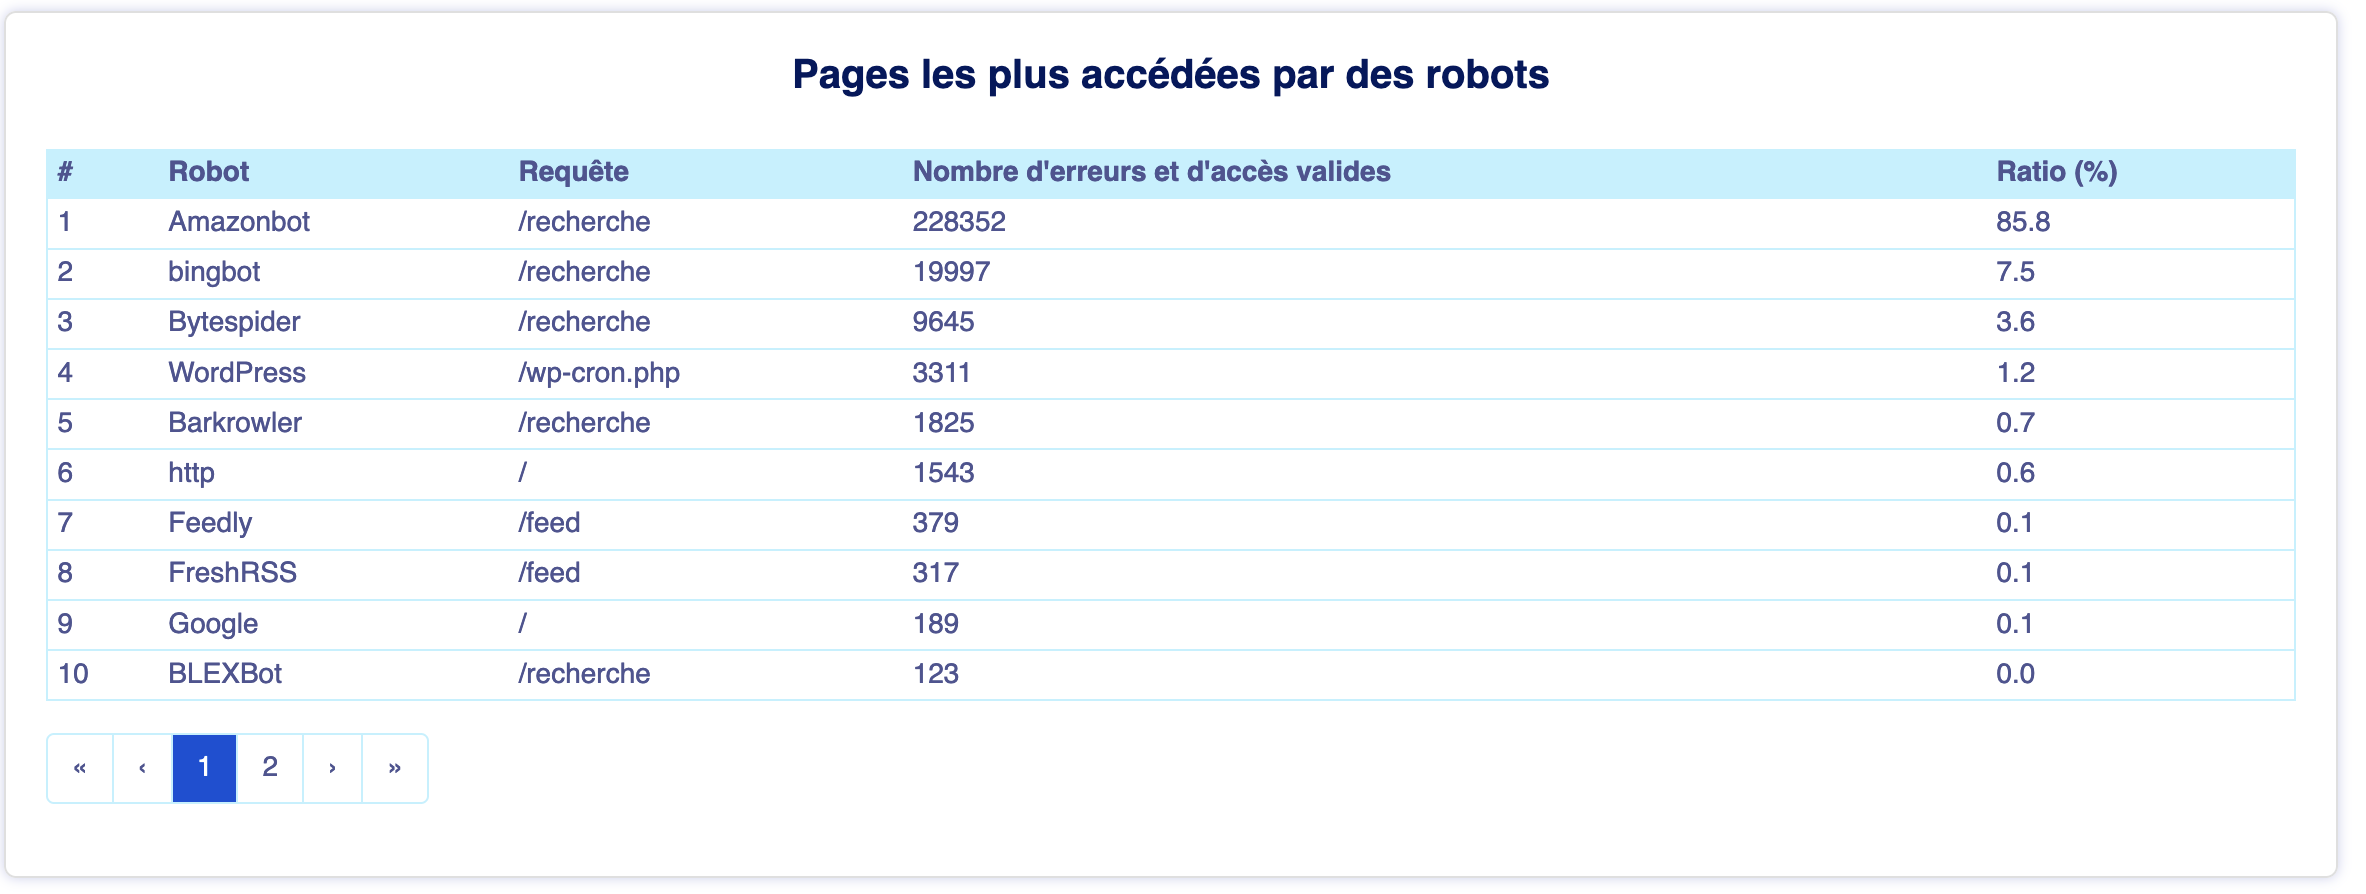 Pages les plus accédées par des robots
# Robot Requête Nombre d'erreurs et d'accès valides Ratio (%)
1 Amazonbot /recherche 228352 85.8
2 bingbot /recherche 19997 7.5
3 Bytespider /recherche 9645 3.6
4 WordPress /wp-cron.php 3311 1.2
5 Barkrowler /recherche 1825 0.7
6 http / 1543 0.6
7 Feedly /feed 379 0.1
8 FreshRSS /feed 317 0.1
9 Google / 189 0.1
10 BLEXBot /recherche 123 0.0
« ‹ 1 2 › »